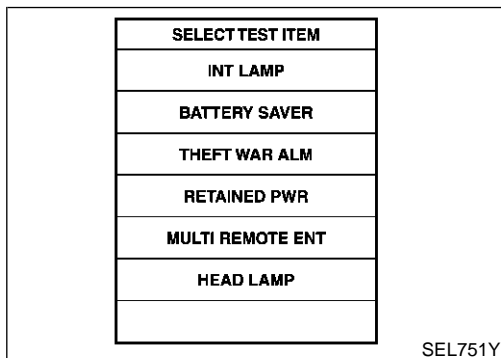 SELECT TEST ITEM
INT LAMP
BATTERY SAVER
THEFT WAR ALM
RETAINED PWR
MULTI REMOTE ENT
HEAD LAMP
SEL751Y